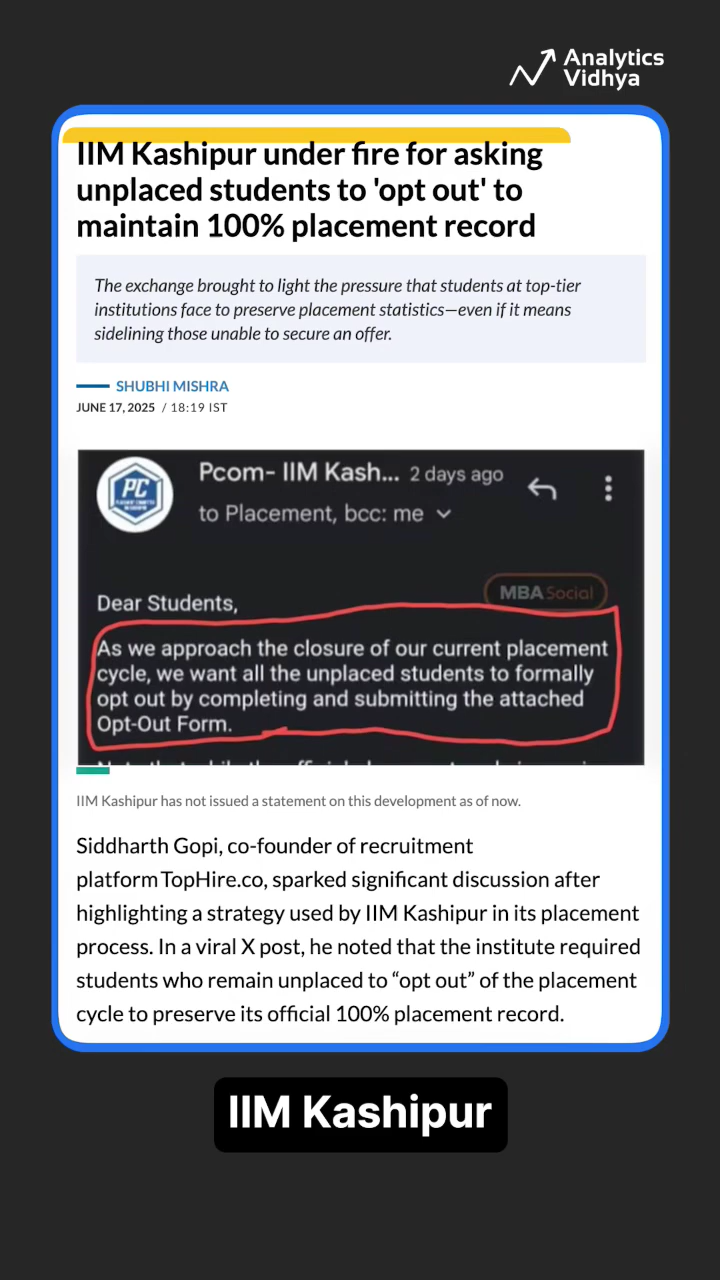 Analytics
Vidhya
IIM Kashipur under fire for asking
unplaced students to 'opt out' to
maintain 100% placement record
The exchange brought to light the pressure that students at top-tier
institutions face to preserve placement statistics—even if it means
sidelining those unable to secure an offer.
SHUBHI MISHRA
JUNE 17, 2025 / 18:19 IST
PC
Pcom- IIM Kash... 2 days ago
to Placement, bcc: me
MBA Social
Dear Students,
As we approach the closure of our current placement
cycle, we want all the unplaced students to formally
opt out by completing and submitting the attached
Opt-Out Form.
IIM Kashipur has not issued a statement on this development as of now.
Siddharth Gopi, co-founder of recruitment
platform TopHire.co, sparked significant discussion after
highlighting a strategy used by IIM Kashipur in its placement
process. In a viral X post, he noted that the institute required
students who remain unplaced to “opt out” of the placement
cycle to preserve its official 100% placement record.
IIM Kashipur